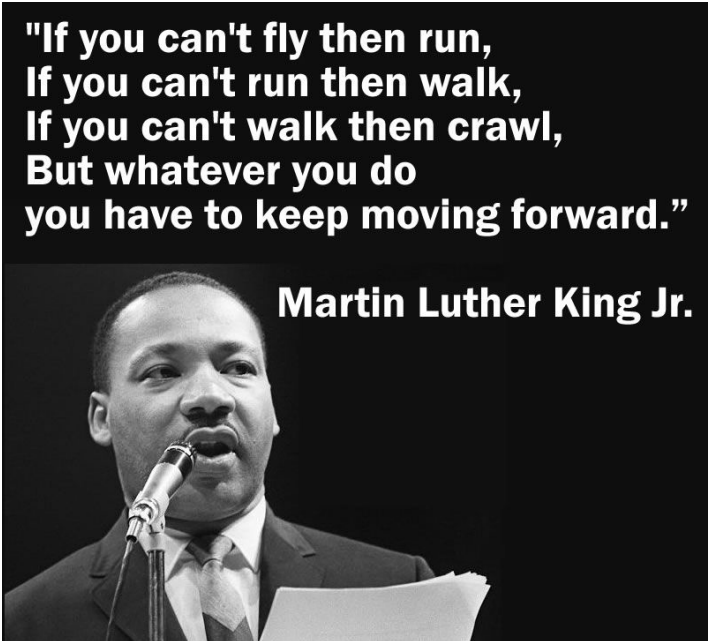 "If you can't fly then run,
If you can't run then walk,
If you can't walk then crawl,
But whatever you do
you have to keep moving forward.”
Martin Luther King Jr.